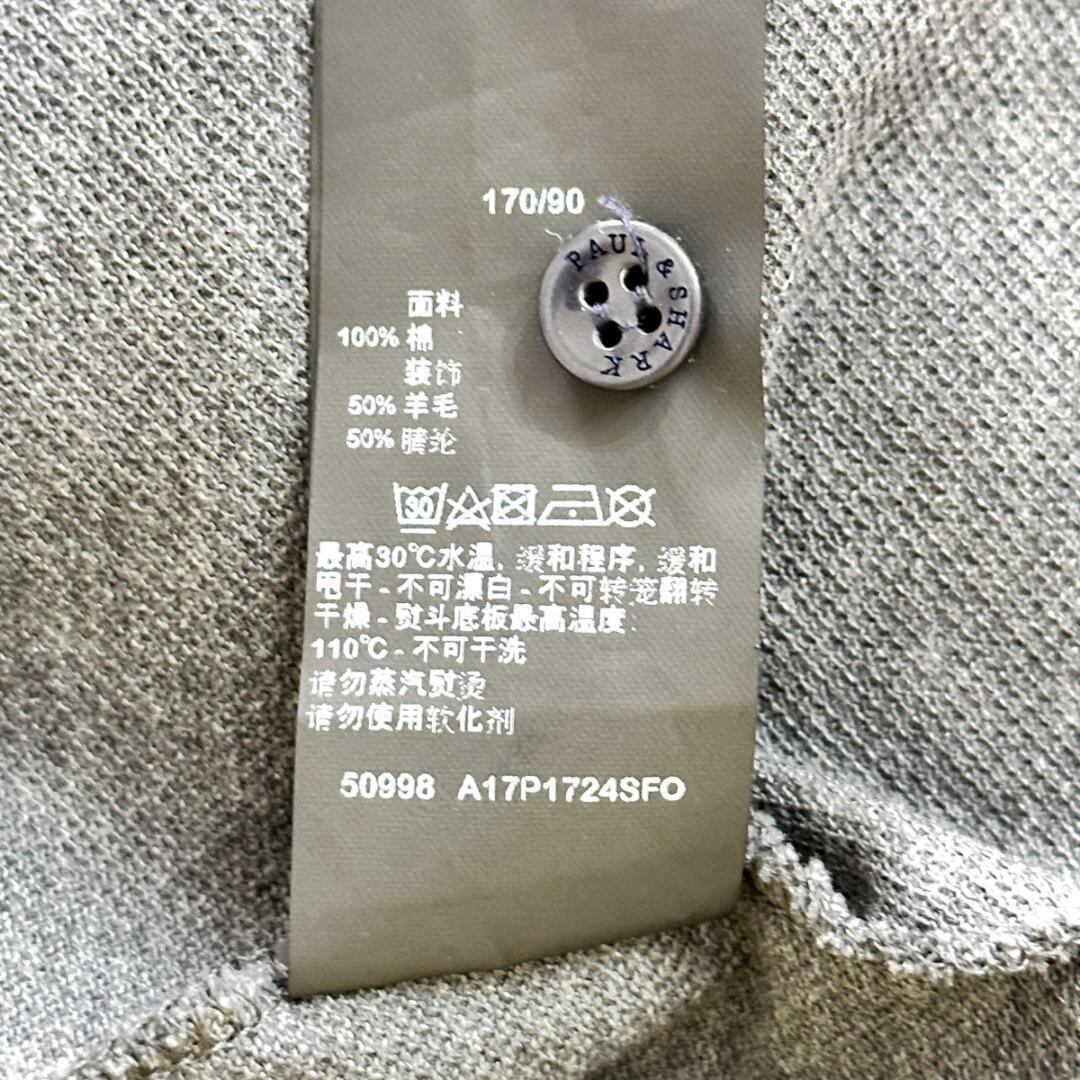 170/90
PAUL & SHARK
面料
100% 棉
装饰
50% 羊毛
50% 腈纶
30
最高30℃水温, 缓和程序, 缓和
甩干 - 不可漂白 - 不可转笼翻转
干燥 - 熨斗底板最高温度:
110℃ - 不可干洗
请勿蒸汽熨烫
请勿使用软化剂
50998 A17P1724SFO